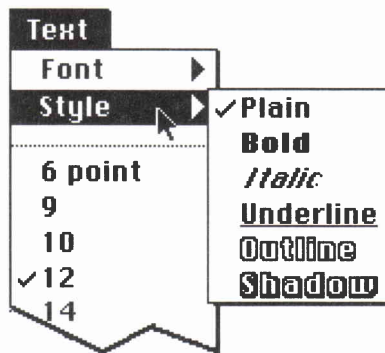 Text
Font
Style
Plain
Bold
Italic
Underline
Outline
Shadow
6 point
9
10
12
14